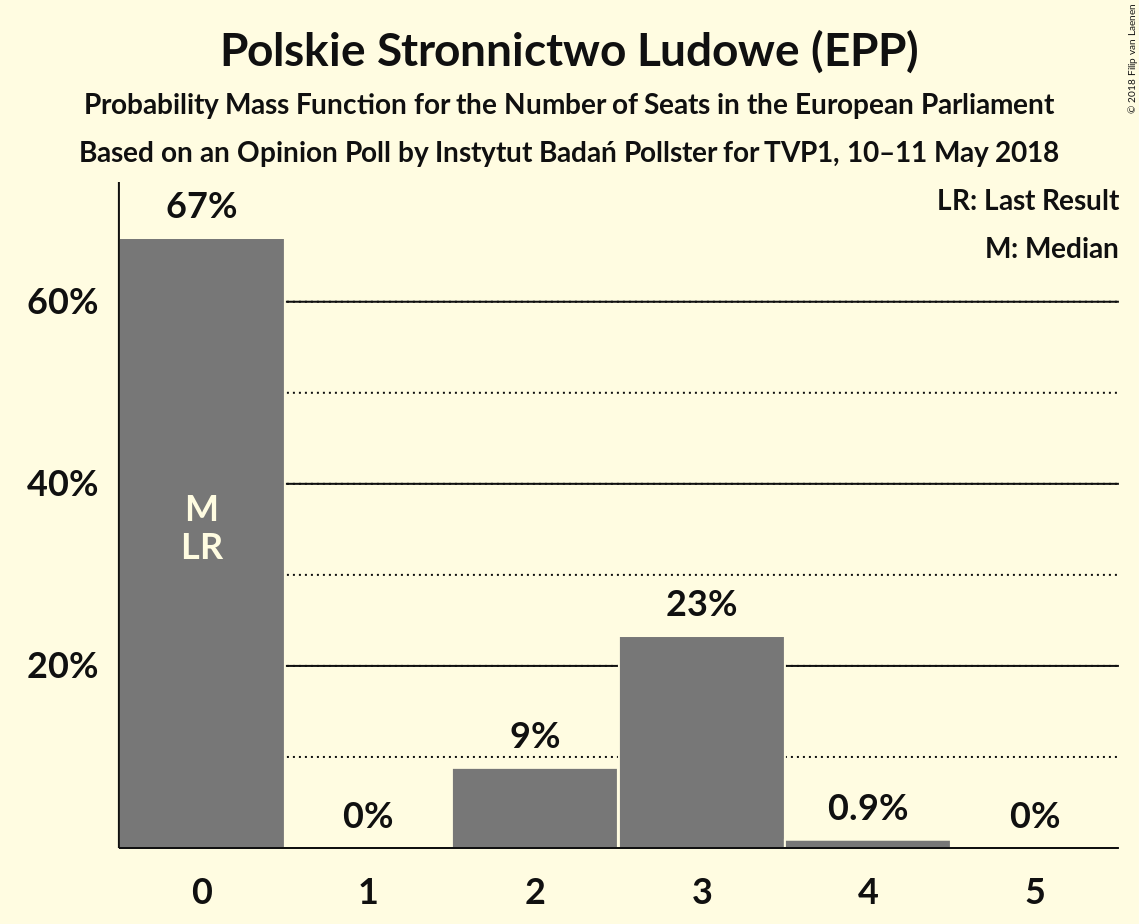 Polskie Stronnictwo Ludowe (EPP)
Probability Mass Function for the Number of Seats in the European Parliament
Based on an Opinion Poll by Instytut Badań Pollster for TVP1, 10–11 May 2018
© 2018 Filip van Laenen
LR: Last Result
M: Median
67%
60%
40%
20%
M
LR
0%
9%
23%
0.9%
0%
0 1 2 3 4 5